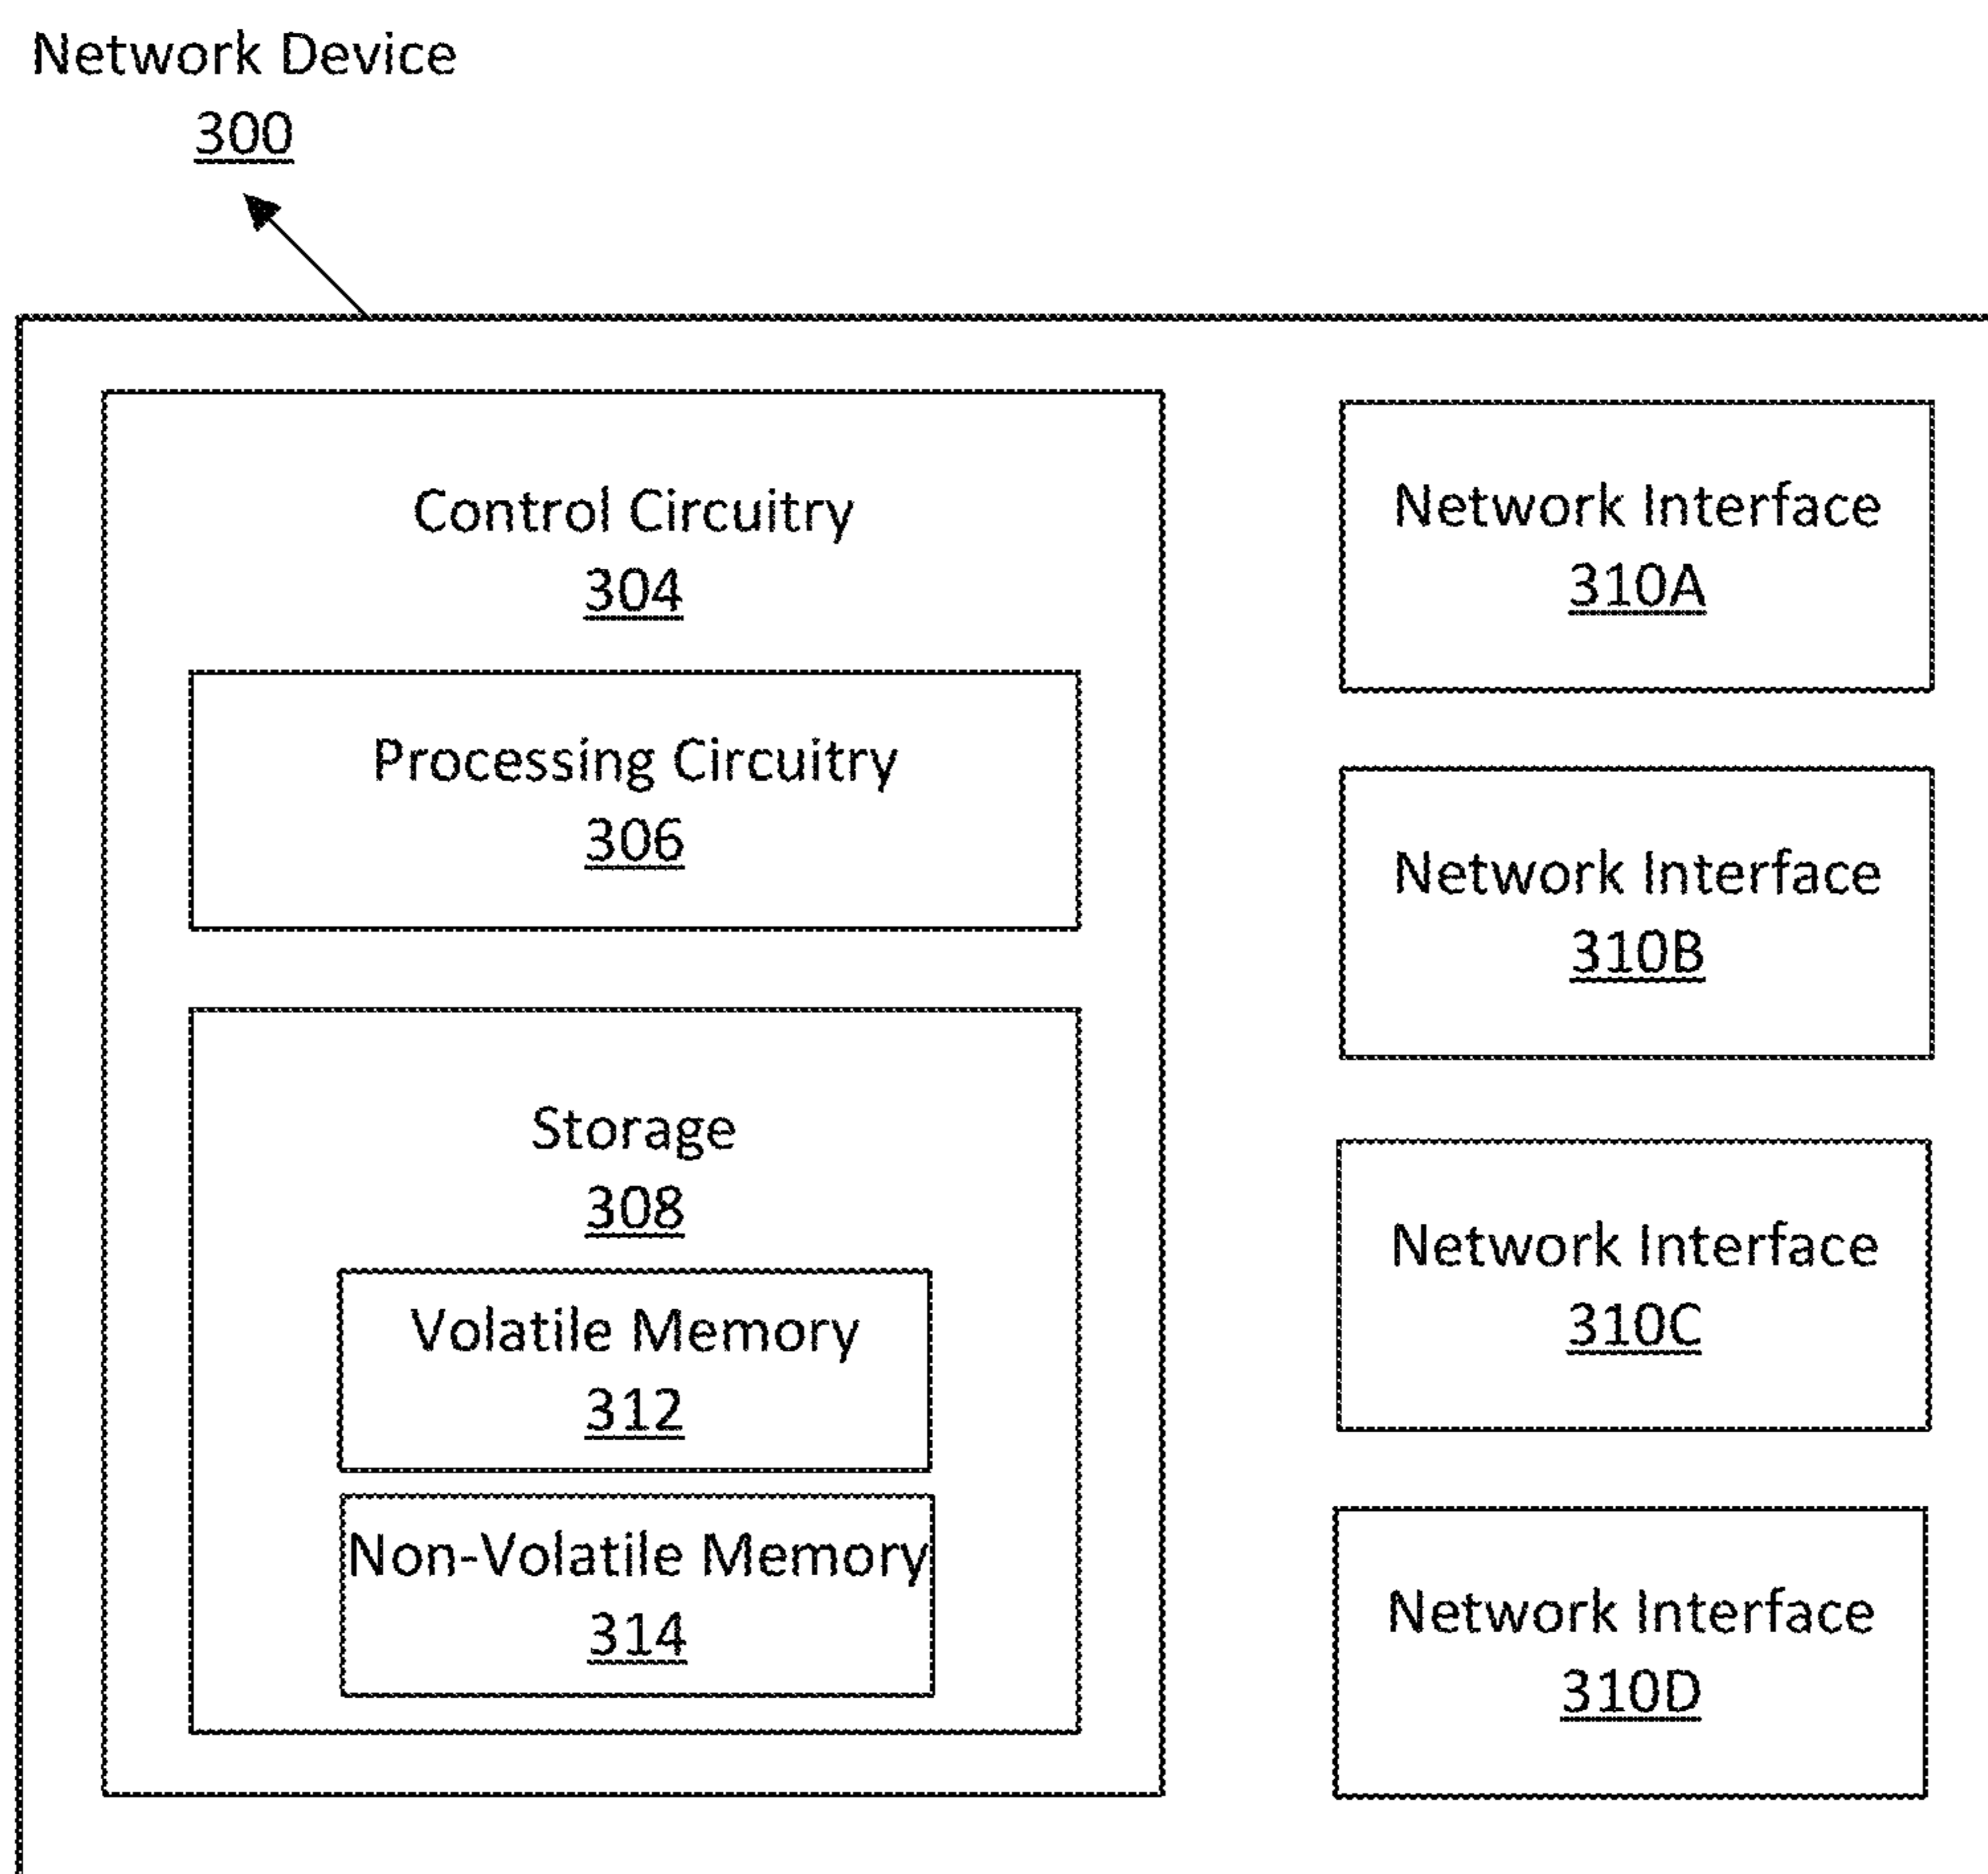 Network Device
300
Control Circuitry
304
Processing Circuitry
306
Storage
308
Volatile Memory
312
Non-Volatile Memory
314
Network Interface
310A
Network Interface
310B
Network Interface
310C
Network Interface
310D